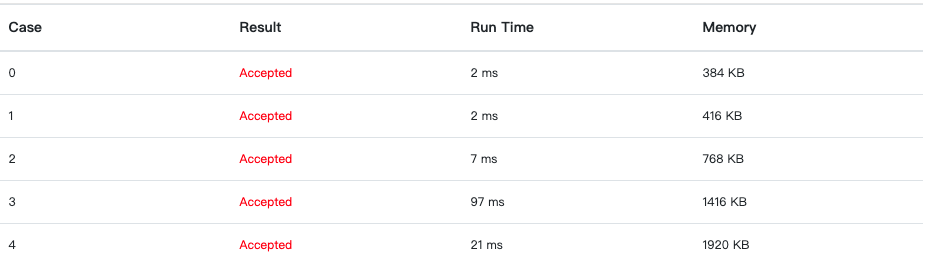 Case Result Run Time Memory
0 Accepted 2 ms 384 KB
1 Accepted 2 ms 416 KB
2 Accepted 7 ms 768 KB
3 Accepted 97 ms 1416 KB
4 Accepted 21 ms 1920 KB